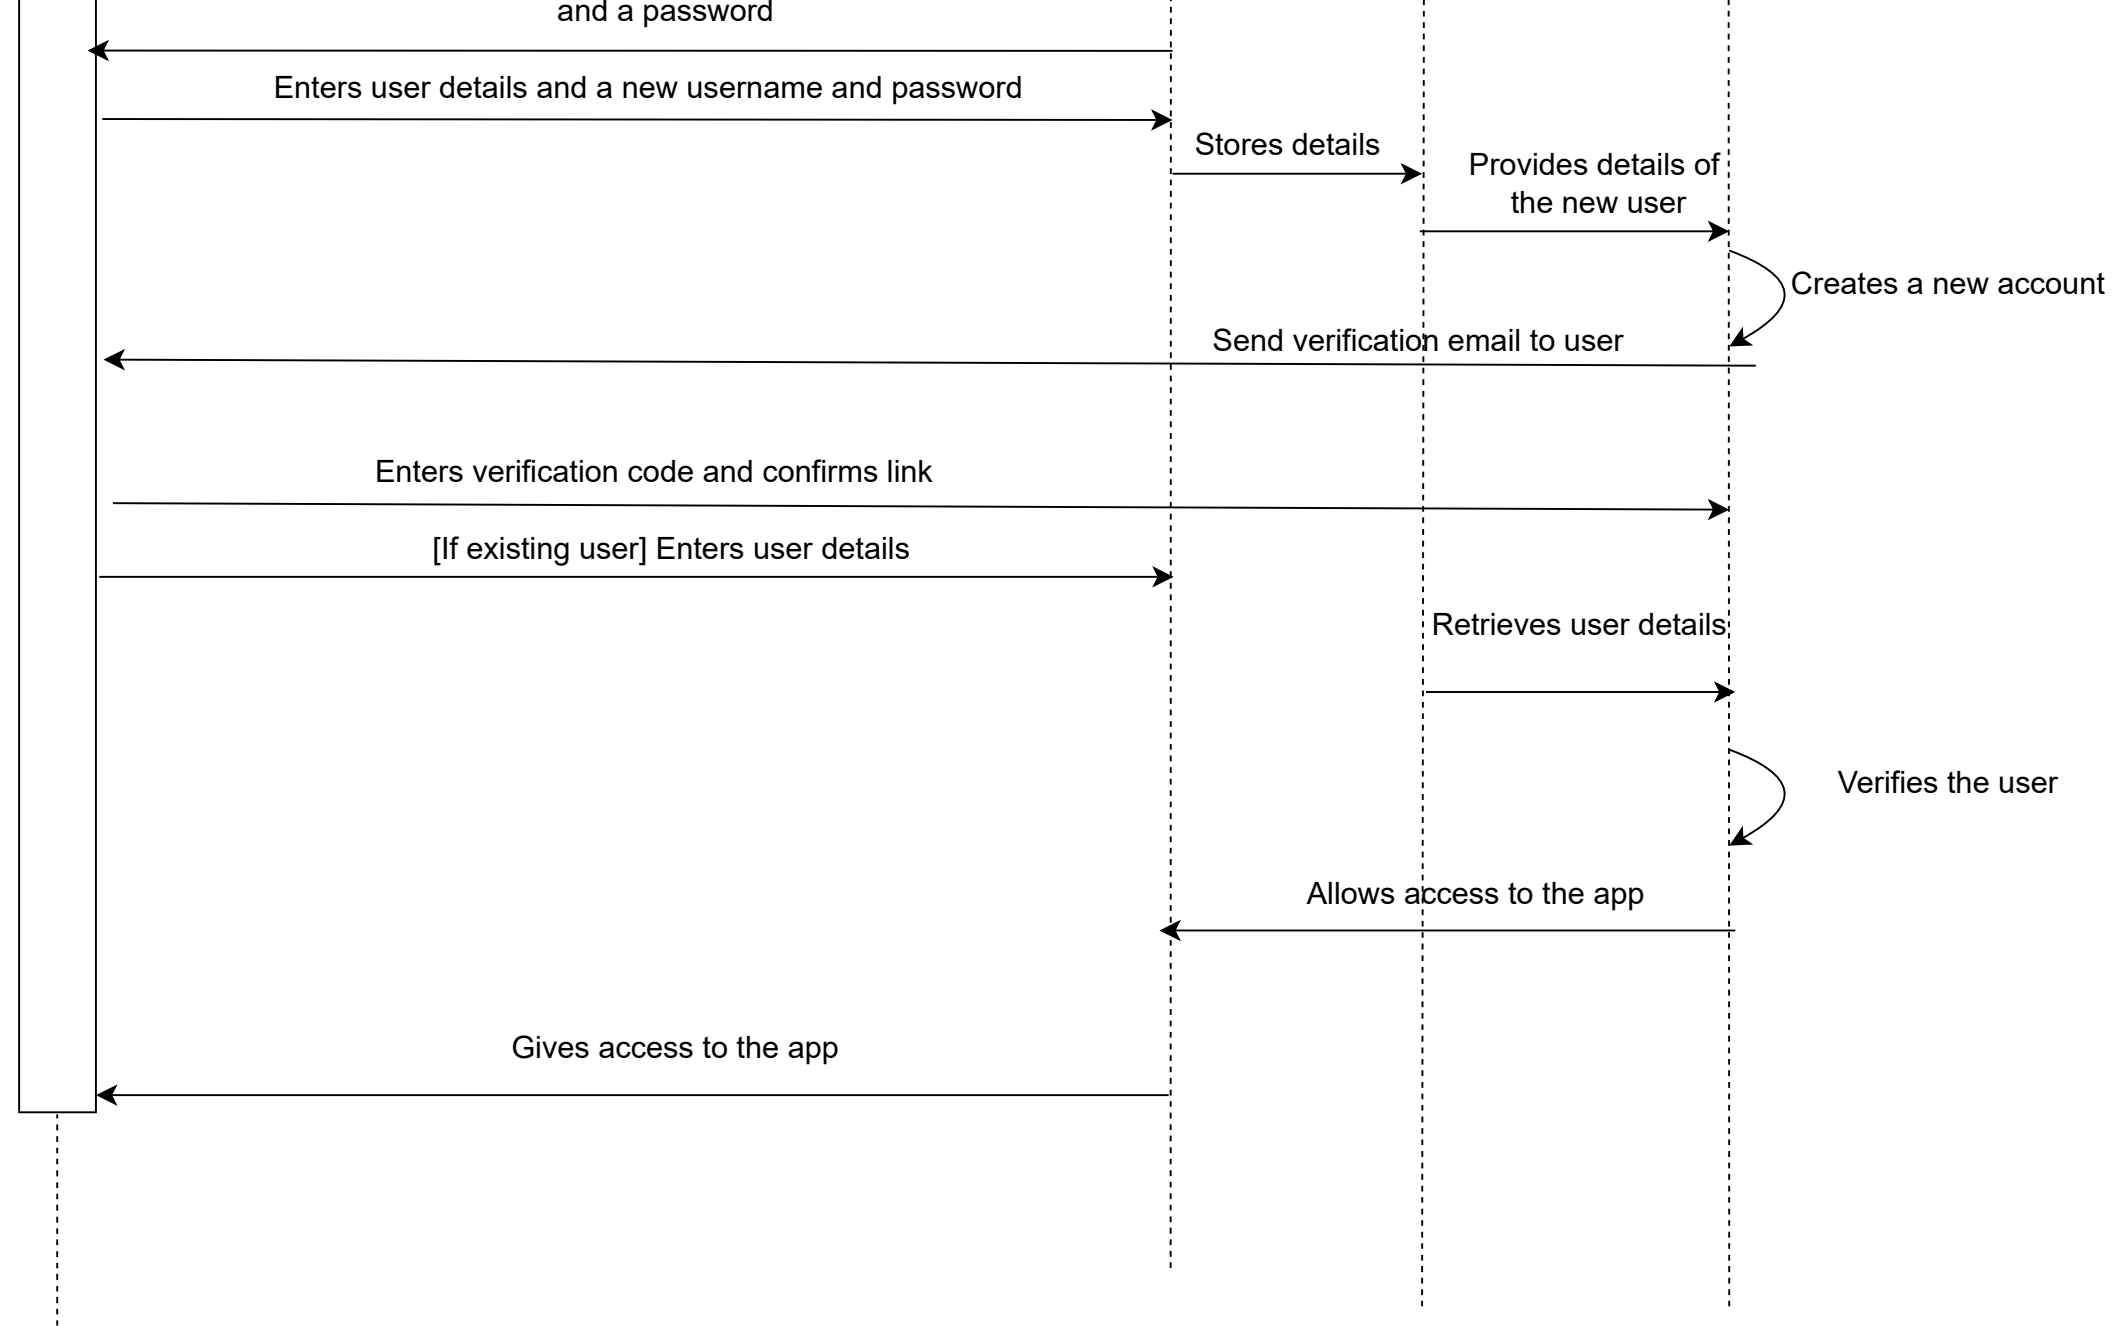 and a password
Enters user details and a new username and password
Stores details
Provides details of
the new user
Creates a new account
Send verification email to user
Enters verification code and confirms link
[If existing user] Enters user details
Retrieves user details
Verifies the user
Allows access to the app
Gives access to the app